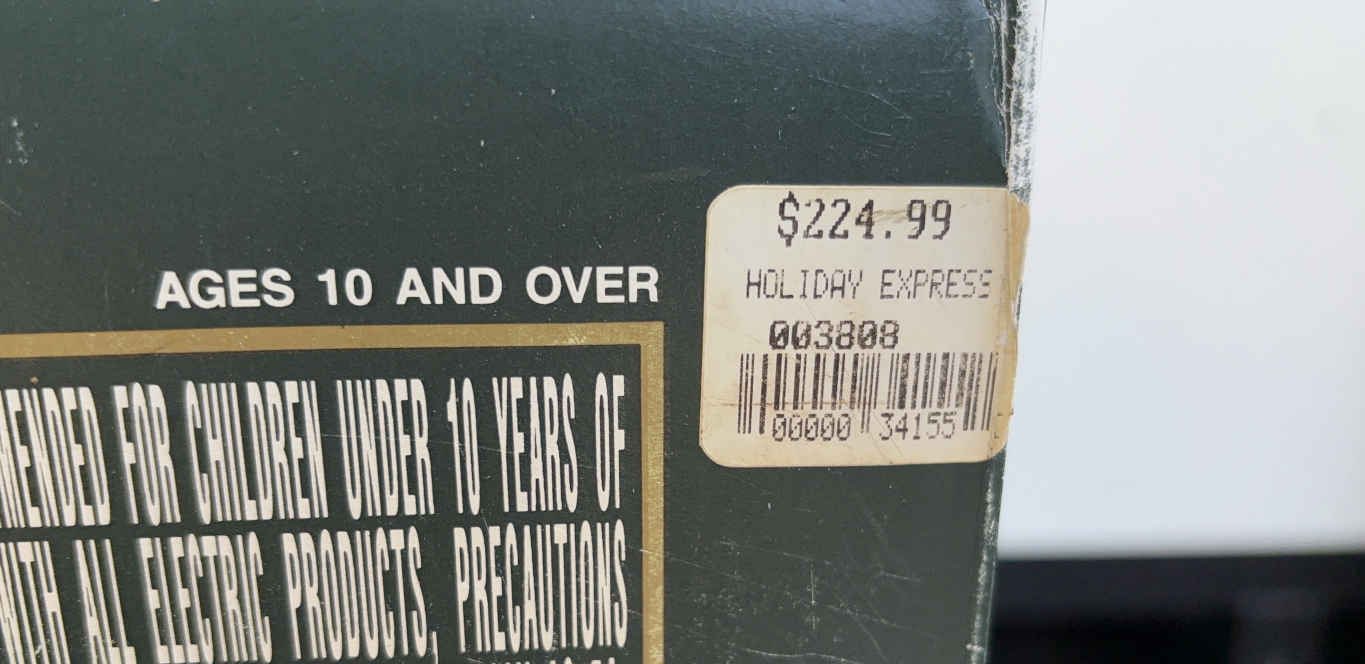 $224.99
HOLIDAY EXPRESS
003808
00000 34155
AGES 10 AND OVER
FOR CHILDREN UNDER 10 YEARS OF
WITH ALL ELECTRIC PRODUCTS, PRECAUTIONS